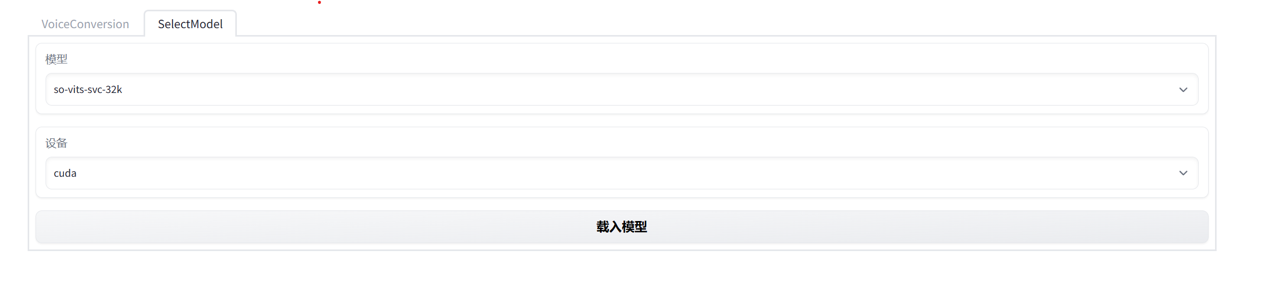 VoiceConversion
SelectModel
模型
so-vits-svc-32k
设备
cuda
载入模型